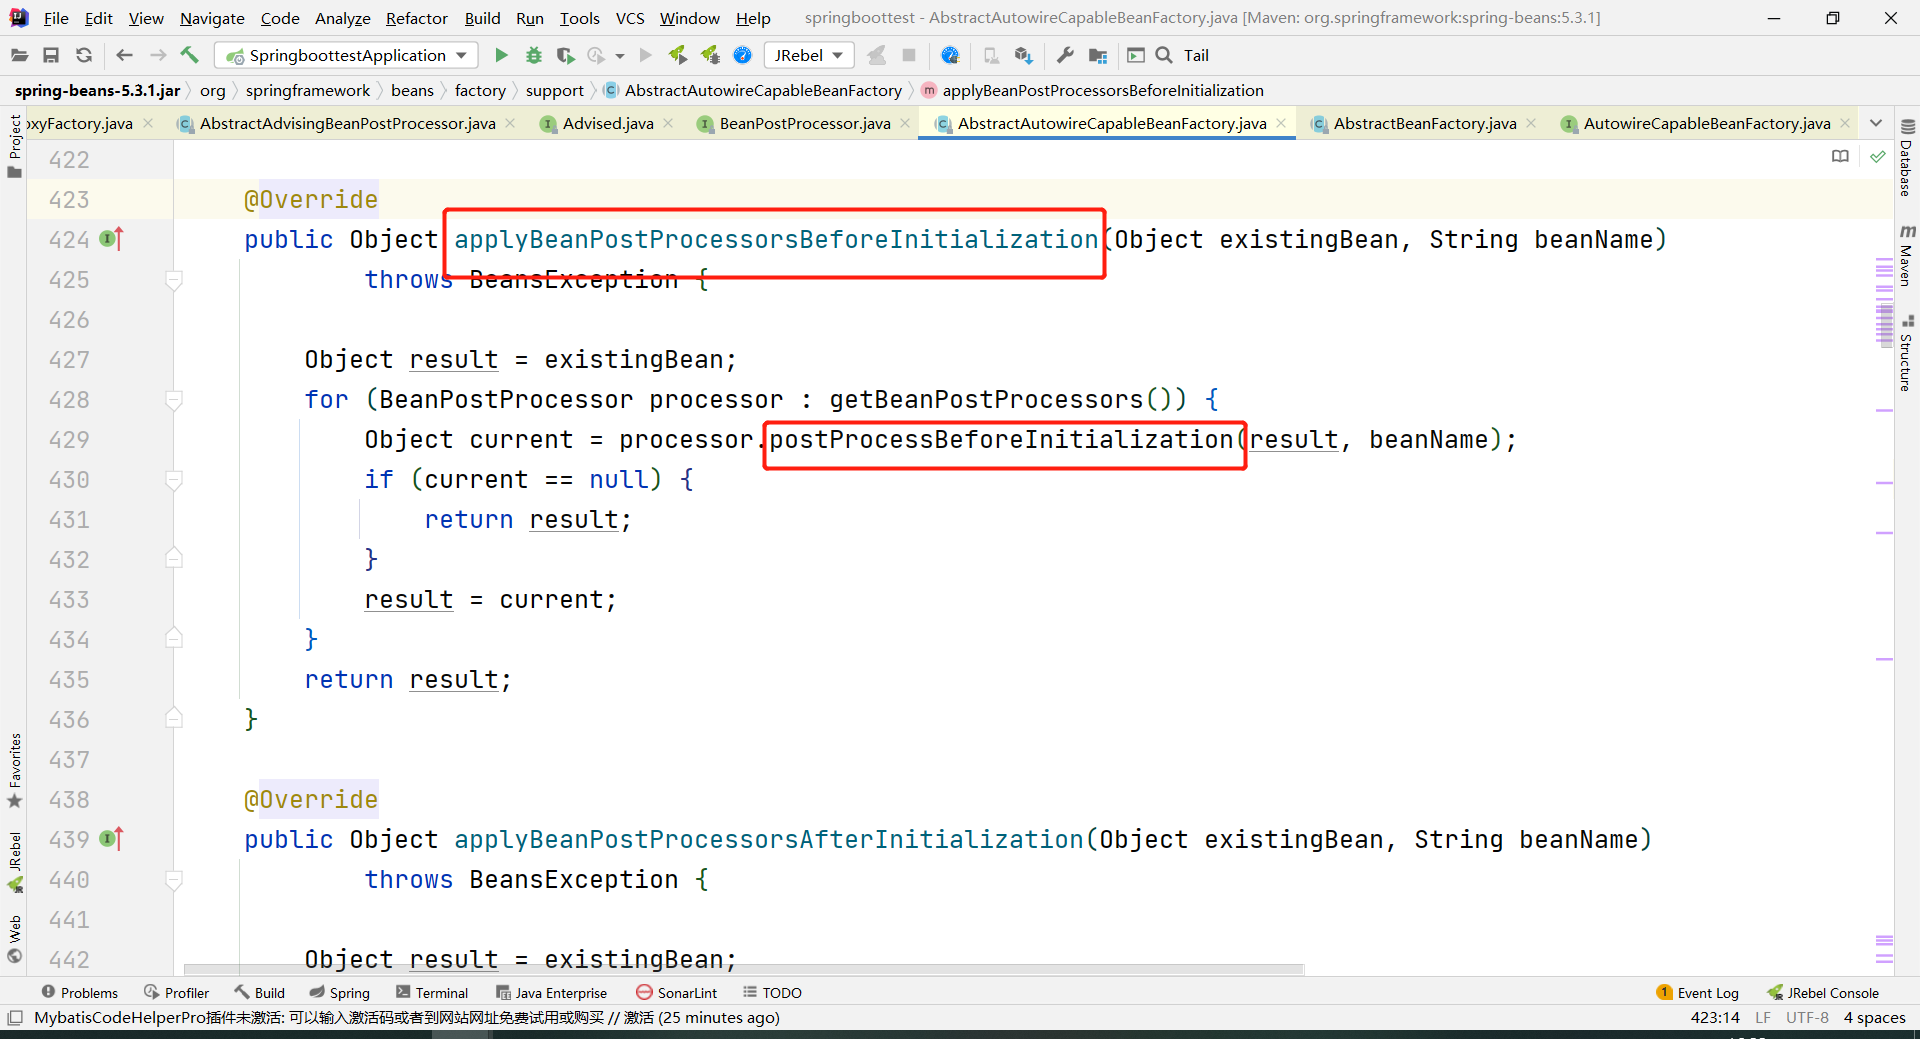 File Edit View Navigate Code Analyze Refactor Build Run Tools VCS Window Help springboottest - AbstractAutowireCapableBeanFactory.java [Maven: org.springframework:spring-beans:5.3.1]
SpringboottestApplication JRebel Tail
spring-beans-5.3.1.jar org springframework beans factory support AbstractAutowireCapableBeanFactory applyBeanPostProcessorsBeforeInitialization
oxyFactory.java AbstractAdvisingBeanPostProcessor.java Advised.java BeanPostProcessor.java AbstractAutowireCapableBeanFactory.java AbstractBeanFactory.java AutowireCapableBeanFactory.java
Project
Favorites
JRebel
Web
422
423 @Override
424 public Object applyBeanPostProcessorsBeforeInitialization(Object existingBean, String beanName)
425 throws BeansException {
426
427 Object result = existingBean;
428 for (BeanPostProcessor processor : getBeanPostProcessors()) {
429 Object current = processor.postProcessBeforeInitialization(result, beanName);
430 if (current == null) {
431 return result;
432 }
433 result = current;
434 }
435 return result;
436 }
437
438 @Override
439 public Object applyBeanPostProcessorsAfterInitialization(Object existingBean, String beanName)
440 throws BeansException {
441
442 Object result = existingBean;
Database
Maven
Structure
Problems Profiler Build Spring Terminal Java Enterprise SonarLint TODO 1 Event Log JRebel Console
MybatisCodeHelperPro插件未激活: 可以输入激活码或者到网站网址免费试用或购买 // 激活 (25 minutes ago) 423:14 LF UTF-8 4 spaces